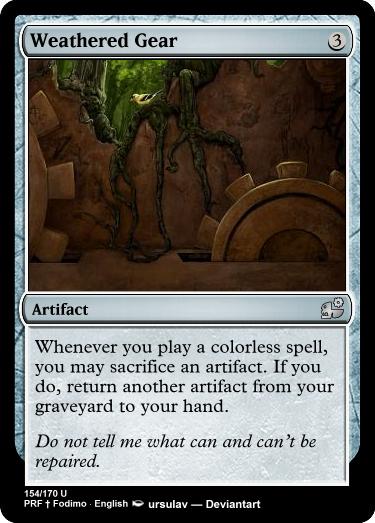 Weathered Gear 3
Artifact
Whenever you play a colorless spell,
you may sacrifice an artifact. If you
do, return another artifact from your
graveyard to your hand.
Do not tell me what can and can't be
repaired.
154/170 U
PRF † Fodimo · English ursulav — Deviantart